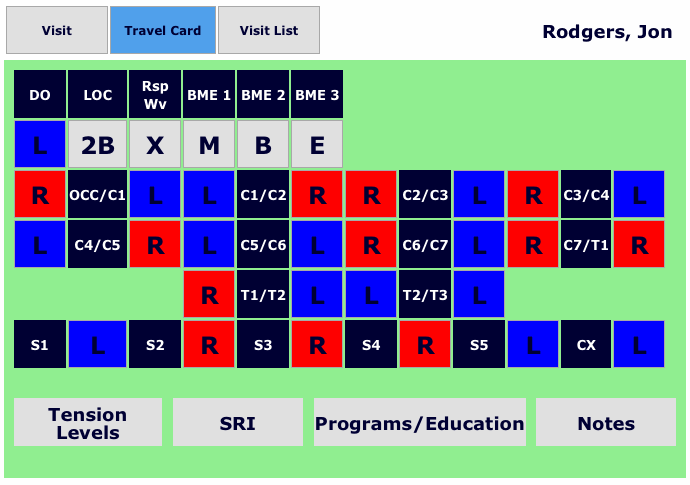 Visit Travel Card Visit List Rodgers, Jon
DO LOC Rsp Wv BME 1 BME 2 BME 3
L 2B X M B E
R OCC/C1 L L C1/C2 R R C2/C3 L R C3/C4 L
L C4/C5 R L C5/C6 L R C6/C7 L R C7/T1 R
R T1/T2 L L T2/T3 L
S1 L S2 R S3 R S4 R S5 L CX L
Tension Levels SRI Programs/Education Notes